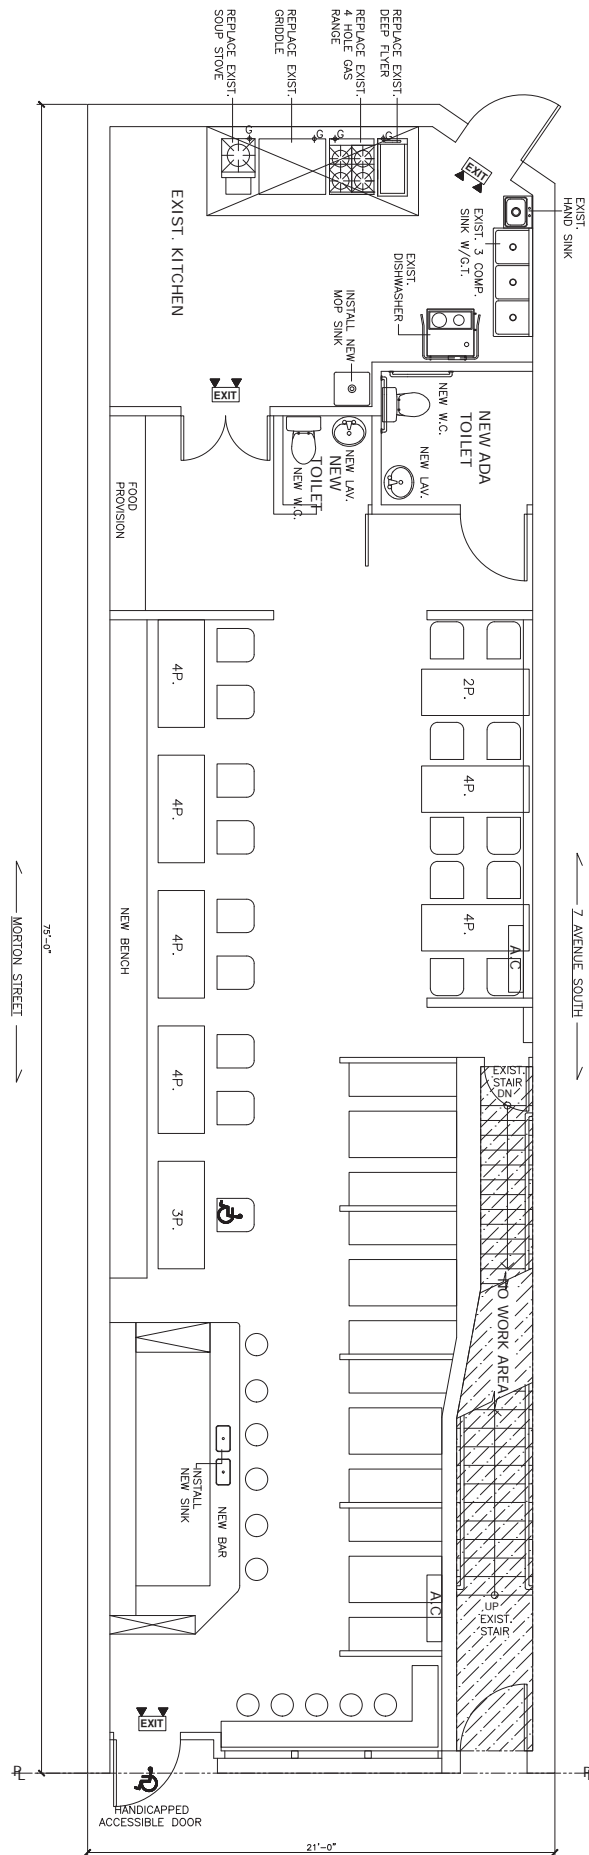 REPLACE EXIST.
SOUP STOVE
REPLACE EXIST.
GRIDDLE
REPLACE EXIST.
4 HOLE GAS
RANGE
REPLACE EXIST.
DEEP FLYER
G
G
G
G
EXIT
EXIST.
HAND SINK
EXIST. 3 COMP.
SINK W/G.T.
EXIST. KITCHEN
EXIST.
DISHWASHER
INSTALL NEW
MOP SINK
EXIT
NEW W.C.
NEW ADA
TOILET
NEW LAV.
NEW LAV.
NEW
TOILET
NEW W.C.
FOOD
PROVISION
4P.
2P.
4P.
4P.
4P.
4P.
A.C
NEW BENCH
4P.
3P.
75'-0"
MORTON STREET
7 AVENUE SOUTH
EXIST.
STAIR
DN
NO WORK AREA
INSTALL
NEW SINK
NEW BAR
A.C
UP
EXIST.
STAIR
EXIT
HANDICAPPED
ACCESSIBLE DOOR
PL
21'-0"